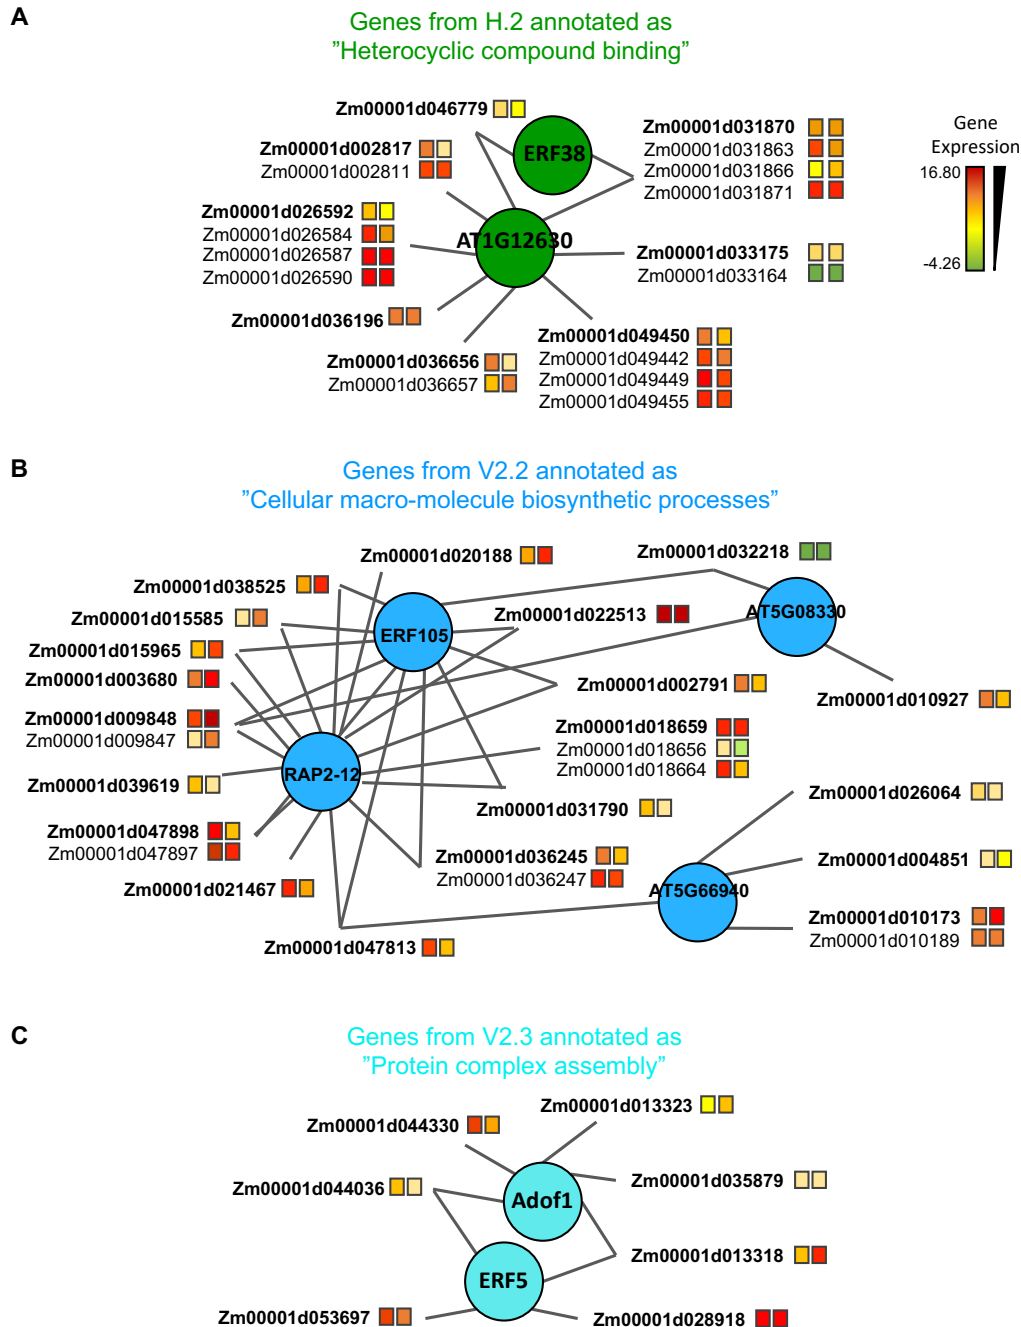 A
Genes from H.2 annotated as
”Heterocyclic compound binding”
Zm00001d046779
ERF38
Zm00001d002817
Zm00001d002811
Zm00001d031870
Zm00001d031863
Zm00001d031866
Zm00001d031871
Gene
Expression
16.80
-4.26
Zm00001d026592
Zm00001d026584
Zm00001d026587
Zm00001d026590
AT1G12630
Zm00001d033175
Zm00001d033164
Zm00001d036196
Zm00001d036656
Zm00001d036657
Zm00001d049450
Zm00001d049442
Zm00001d049449
Zm00001d049455
B
Genes from V2.2 annotated as
”Cellular macro-molecule biosynthetic processes”
Zm00001d020188
Zm00001d032218
Zm00001d038525
Zm00001d015585
Zm00001d022513
AT5G08330
ERF105
Zm00001d015965
Zm00001d003680
Zm00001d002791
Zm00001d010927
Zm00001d009848
Zm00001d009847
Zm00001d018659
Zm00001d018656
Zm00001d018664
RAP2-12
Zm00001d039619
Zm00001d026064
Zm00001d031790
Zm00001d047898
Zm00001d047897
Zm00001d036245
Zm00001d036247
Zm00001d004851
Zm00001d021467
AT5G66940
Zm00001d010173
Zm00001d010189
Zm00001d047813
C
Genes from V2.3 annotated as
”Protein complex assembly”
Zm00001d013323
Zm00001d044330
Zm00001d035879
Zm00001d044036
Adof1
Zm00001d013318
ERF5
Zm00001d053697
Zm00001d028918